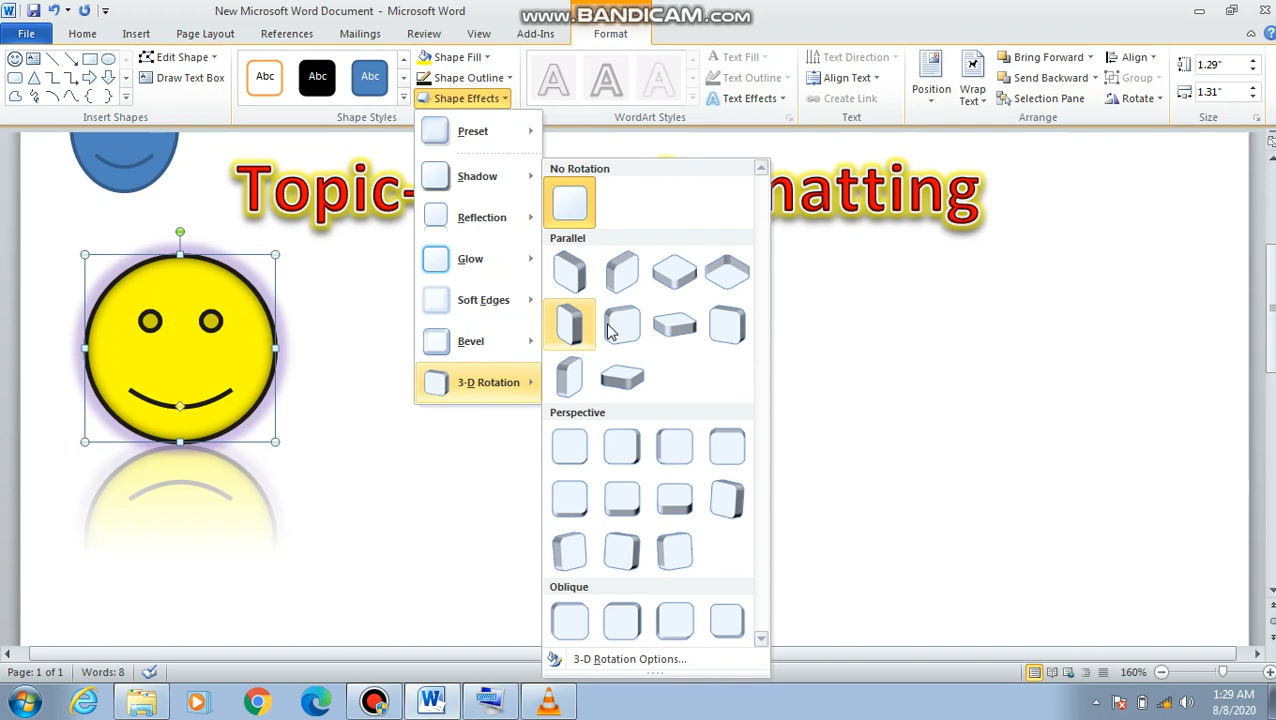 New Microsoft Word Document - Microsoft Word
www.BANDICAM.com
File
Home
Insert
Page Layout
References
Mailings
Review
View
Add-Ins
Format
Edit Shape
Draw Text Box
Insert Shapes
Abc
Abc
Abc
Shape Styles
Shape Fill
Shape Outline
Shape Effects
A
A
A
WordArt Styles
Text Fill
Text Outline
Text Effects
Text Direction
Align Text
Create Link
Text
Position
Wrap
Text
Bring Forward
Send Backward
Selection Pane
Align
Group
Rotate
Arrange
1.29"
1.31"
Size
Topic-
matting
Preset
Shadow
Reflection
Glow
Soft Edges
Bevel
3-D Rotation
No Rotation
Parallel
Perspective
Oblique
3-D Rotation Options...
Page: 1 of 1
Words: 8
160%
1:29 AM
8/8/2020